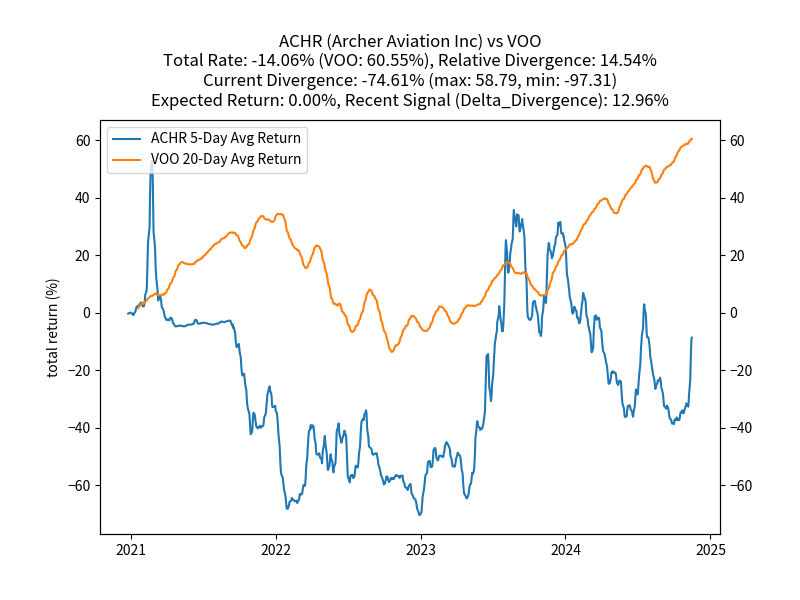 ACHR (Archer Aviation Inc) vs VOO
Total Rate: -14.06% (VOO: 60.55%), Relative Divergence: 14.54%
Current Divergence: -74.61% (max: 58.79, min: -97.31)
Expected Return: 0.00%, Recent Signal (Delta_Divergence): 12.96%
ACHR 5-Day Avg Return
VOO 20-Day Avg Return
total return (%)
60
40
20
0
−20
−40
−60
60
40
20
0
−20
−40
−60
2021
2022
2023
2024
2025